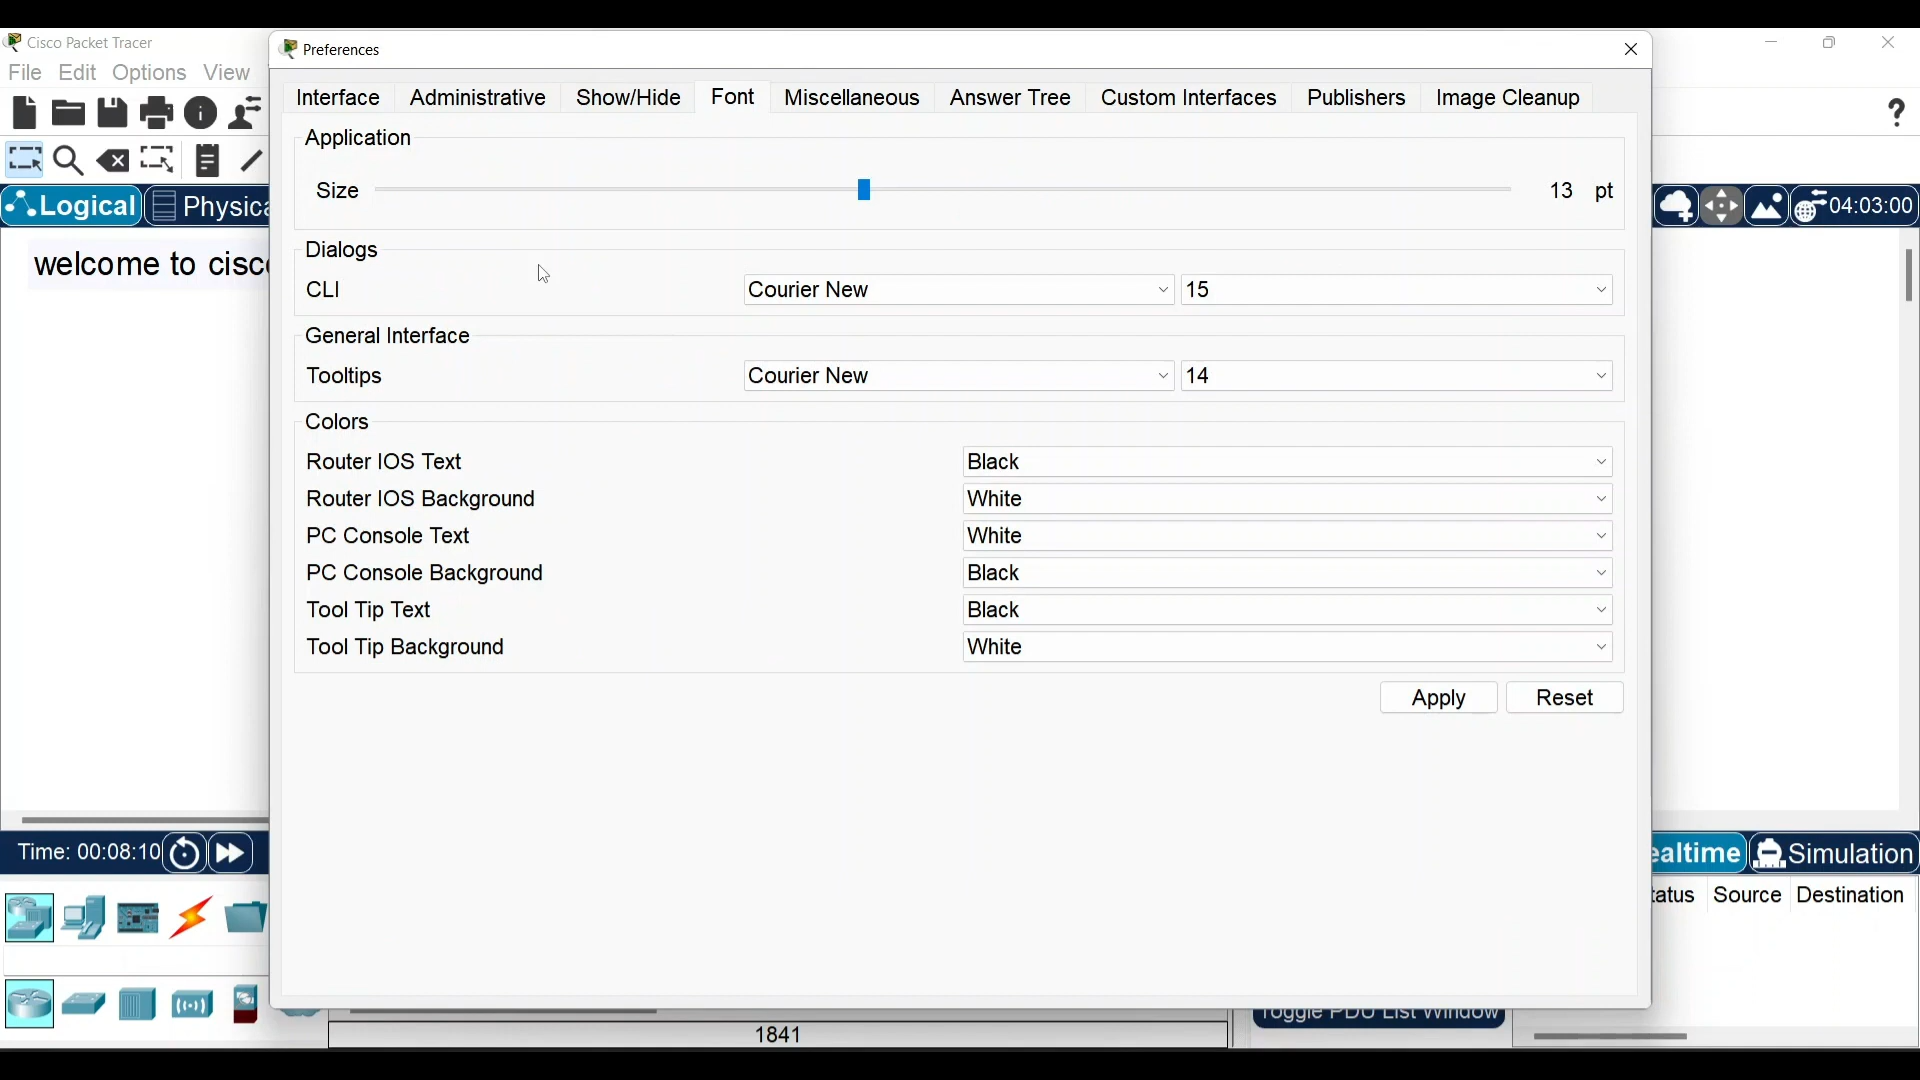 Cisco Packet Tracer
Preferences
File Edit Options View
Interface Administrative Show/Hide Font Miscellaneous Answer Tree Custom Interfaces Publishers Image Cleanup
Application
Size 13 pt
Logical
04:03:00
Dialogs
welcome to
CLI Courier New 15
General Interface
Tooltips Courier New 14
Colors
Router IOS Text Black
Router IOS Background White
PC Console Text White
PC Console Background Black
Tool Tip Text Black
Tool Tip Background White
Apply Reset
Time: 00:08:10
Simulation
Source Destination
Toggle PDU List Window
1841